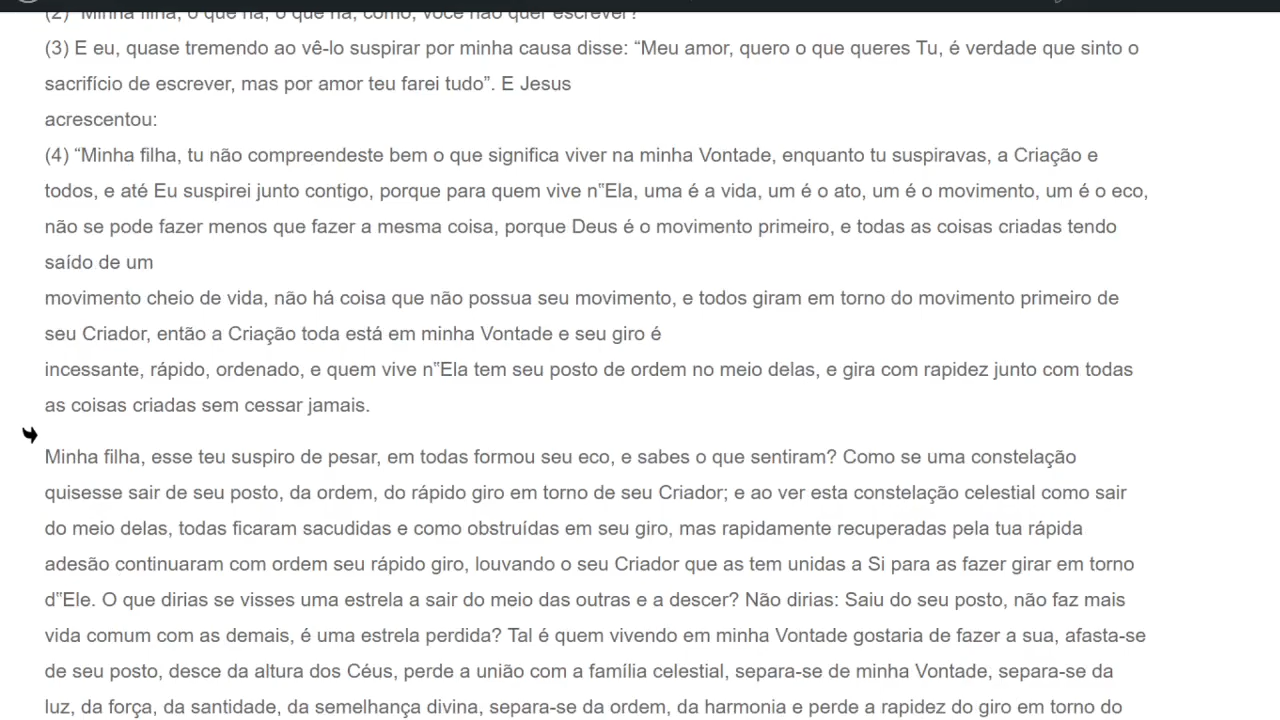 (2) “Minha filha, o que há, o que há, como, você não quer escrever?”
(3) E eu, quase tremendo ao vê-lo suspirar por minha causa disse: “Meu amor, quero o que queres Tu, é verdade que sinto o
sacrifício de escrever, mas por amor teu farei tudo”. E Jesus
acrescentou:
(4) “Minha filha, tu não compreendeste bem o que significa viver na minha Vontade, enquanto tu suspiravas, a Criação e
todos, e até Eu suspirei junto contigo, porque para quem vive n‟Ela, uma é a vida, um é o ato, um é o movimento, um é o eco,
não se pode fazer menos que fazer a mesma coisa, porque Deus é o movimento primeiro, e todas as coisas criadas tendo
saído de um
movimento cheio de vida, não há coisa que não possua seu movimento, e todos giram em torno do movimento primeiro de
seu Criador, então a Criação toda está em minha Vontade e seu giro é
incessante, rápido, ordenado, e quem vive n‟Ela tem seu posto de ordem no meio delas, e gira com rapidez junto com todas
as coisas criadas sem cessar jamais.
Minha filha, esse teu suspiro de pesar, em todas formou seu eco, e sabes o que sentiram? Como se uma constelação
quisesse sair de seu posto, da ordem, do rápido giro em torno de seu Criador; e ao ver esta constelação celestial como sair
do meio delas, todas ficaram sacudidas e como obstruídas em seu giro, mas rapidamente recuperadas pela tua rápida
adesão continuaram com ordem seu rápido giro, louvando o seu Criador que as tem unidas a Si para as fazer girar em torno
d‟Ele. O que dirias se visses uma estrela a sair do meio das outras e a descer? Não dirias: Saiu do seu posto, não faz mais
vida comum com as demais, é uma estrela perdida? Tal é quem vivendo em minha Vontade gostaria de fazer a sua, afasta-se
de seu posto, desce da altura dos Céus, perde a união com a família celestial, separa-se de minha Vontade, separa-se da
luz, da força, da santidade, da semelhança divina, separa-se da ordem, da harmonia e perde a rapidez do giro em torno do